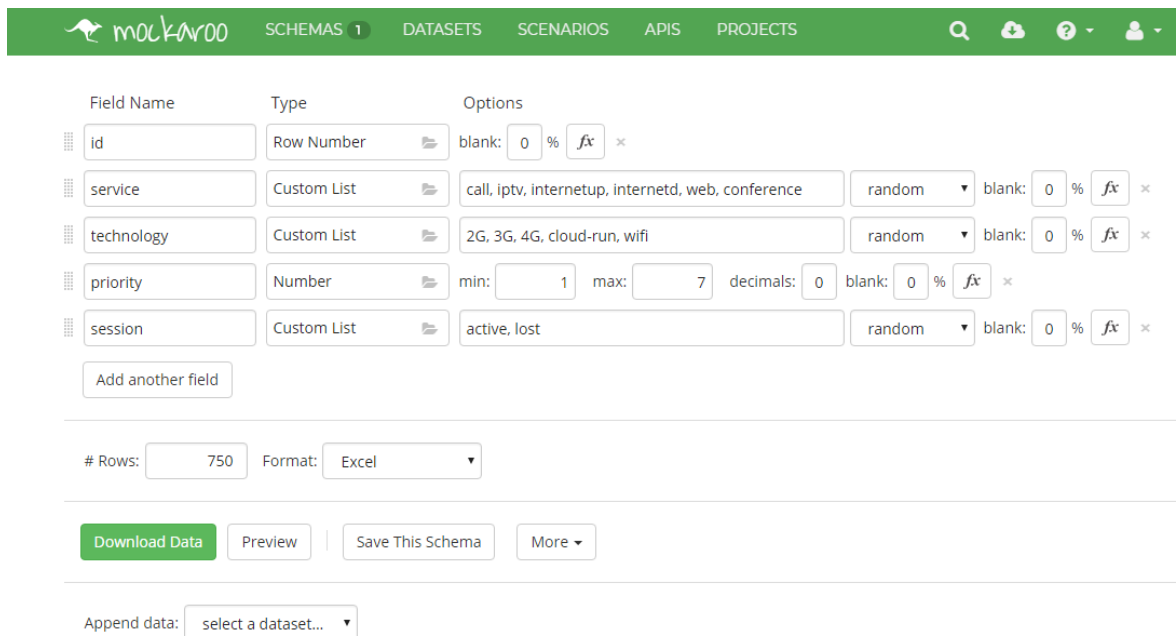 mockaroo SCHEMAS 1 DATASETS SCENARIOS APIS PROJECTS
Field Name Type Options
id Row Number blank: 0 % fx ×
service Custom List call, iptv, internetup, internetd, web, conference random blank: 0 % fx ×
technology Custom List 2G, 3G, 4G, cloud-run, wifi random blank: 0 % fx ×
priority Number min: 1 max: 7 decimals: 0 blank: 0 % fx ×
session Custom List active, lost random blank: 0 % fx ×
Add another field
# Rows: 750 Format: Excel
Download Data Preview Save This Schema More
Append data: select a dataset...